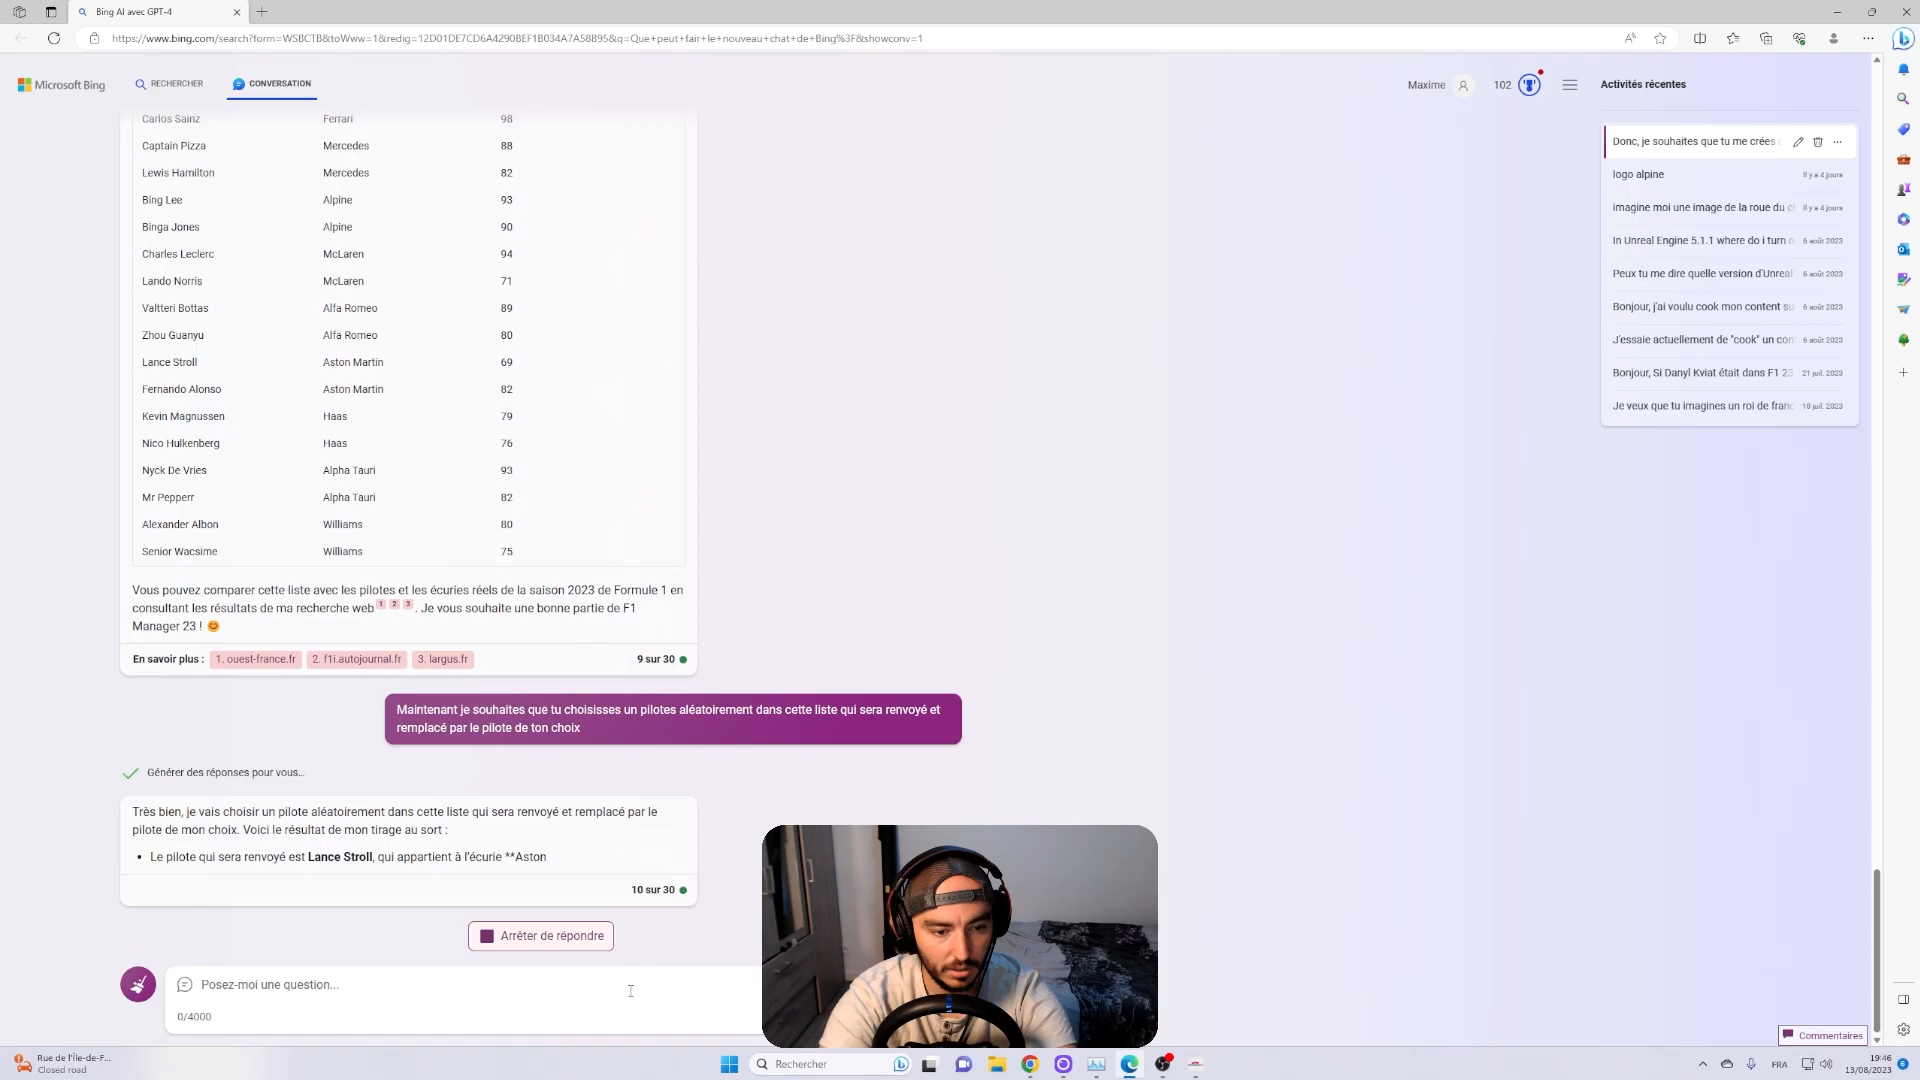 Bing AI avec GPT-4
https://www.bing.com/search?form=WSBCTB&toWww=1&redig=12D01DE7CD6A4290BEF1B034A7A58B95&q=Que+peut+fair+le+nouveau+chat+de+Bing%3F&showconv=1
Microsoft Bing
RECHERCHER
CONVERSATION
Maxime
102
Activités récentes
Carlos Sainz Ferrari 98
Captain Pizza Mercedes 88
Lewis Hamilton Mercedes 82
Bing Lee Alpine 93
Binga Jones Alpine 90
Charles Leclerc McLaren 94
Lando Norris McLaren 71
Valtteri Bottas Alfa Romeo 89
Zhou Guanyu Alfa Romeo 80
Lance Stroll Aston Martin 69
Fernando Alonso Aston Martin 82
Kevin Magnussen Haas 79
Nico Hulkenberg Haas 76
Nyck De Vries Alpha Tauri 93
Mr Pepperr Alpha Tauri 82
Alexander Albon Williams 80
Senior Wacsime Williams 75
Vous pouvez comparer cette liste avec les pilotes et les écuries réels de la saison 2023 de Formule 1 en
consultant les résultats de ma recherche web 1 2 3 . Je vous souhaite une bonne partie de F1
Manager 23 ! 😊
En savoir plus : 1. ouest-france.fr 2. f1i.autojournal.fr 3. largus.fr 9 sur 30
Maintenant je souhaites que tu choisisses un pilotes aléatoirement dans cette liste qui sera renvoyé et
remplacé par le pilote de ton choix
Générer des réponses pour vous...
Très bien, je vais choisir un pilote aléatoirement dans cette liste qui sera renvoyé et remplacé par le
pilote de mon choix. Voici le résultat de mon tirage au sort :
• Le pilote qui sera renvoyé est Lance Stroll, qui appartient à l'écurie **Aston
10 sur 30
Arrêter de répondre
Posez-moi une question...
0/4000
Donc, je souhaites que tu me crées
logo alpine Il y a 4 jours
imagine moi une image de la roue du c Il y a 4 jours
In Unreal Engine 5.1.1 where do i turn o 6 août 2023
Peux tu me dire quelle version d'Unreal 6 août 2023
Bonjour, j'ai voulu cook mon content su 6 août 2023
J'essaie actuellement de "cook" un con 6 août 2023
Bonjour, Si Danyl Kviat était dans F1 23 21 juil. 2023
Je veux que tu imagines un roi de franc 18 juil. 2023
Commentaires
Rue de l'Île-de-F...
Closed road
Rechercher
FRA
19:46
13/08/2023
6